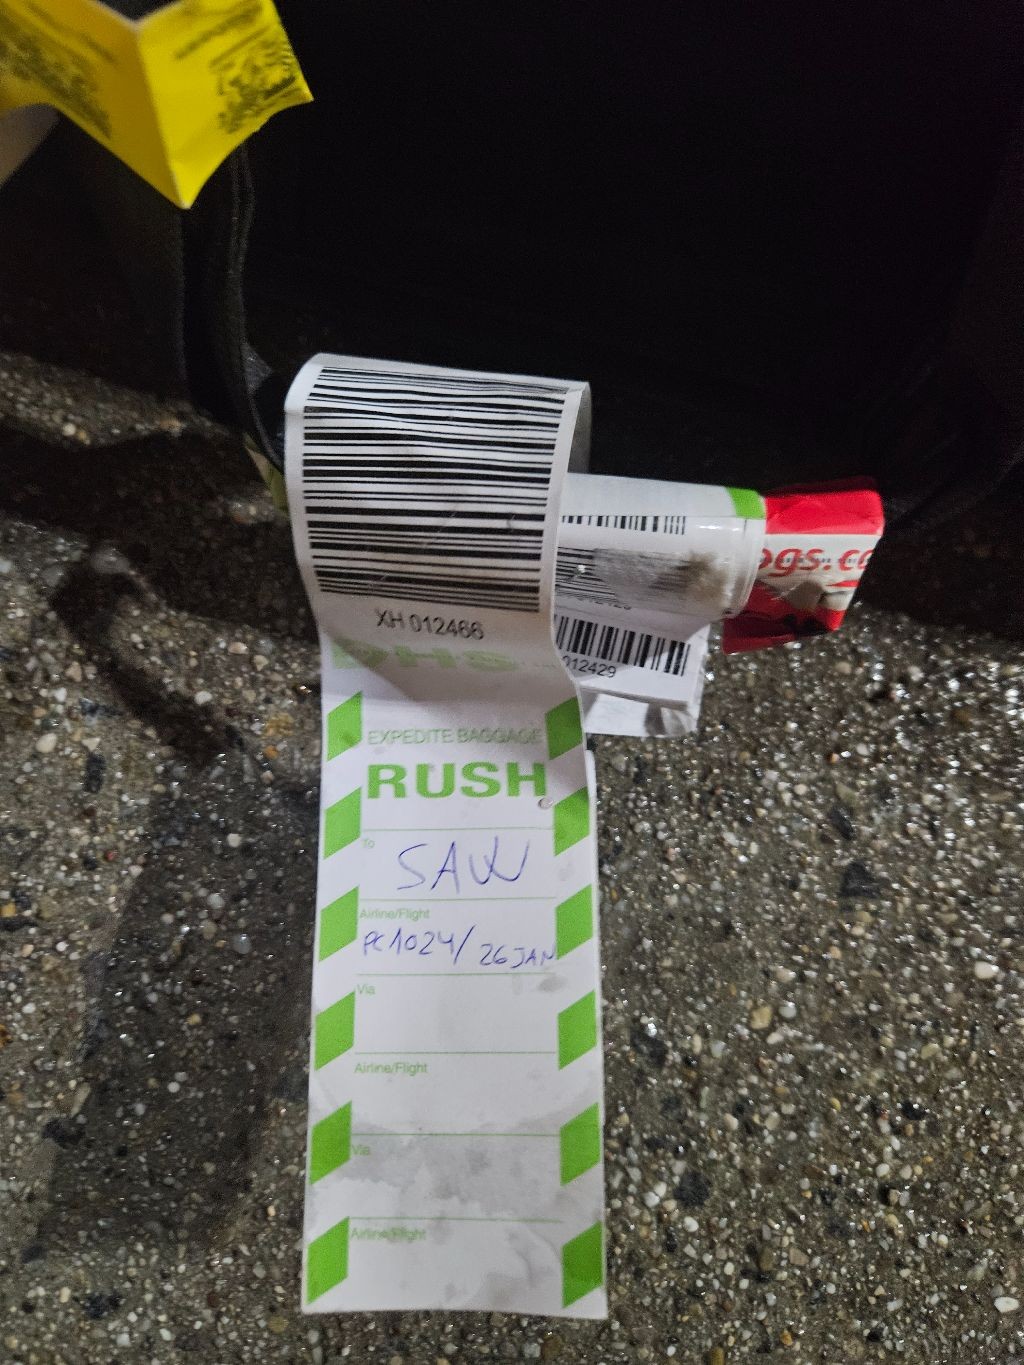 XH 012466
EXPEDITE BAGGAGE
RUSH
To
SAW
Airline/Flight
PC1024/ 26JAN
Via
Airline/Flight
Via
Airline/Flight
012429
ogs.co